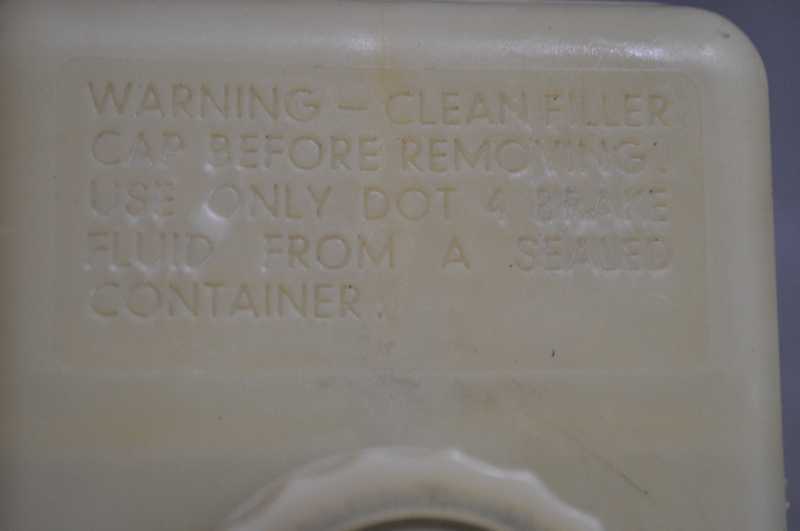 WARNING – CLEAN FILLER
CAP BEFORE REMOVING.
USE ONLY DOT 4 BRAKE
FLUID FROM A SEALED
CONTAINER.